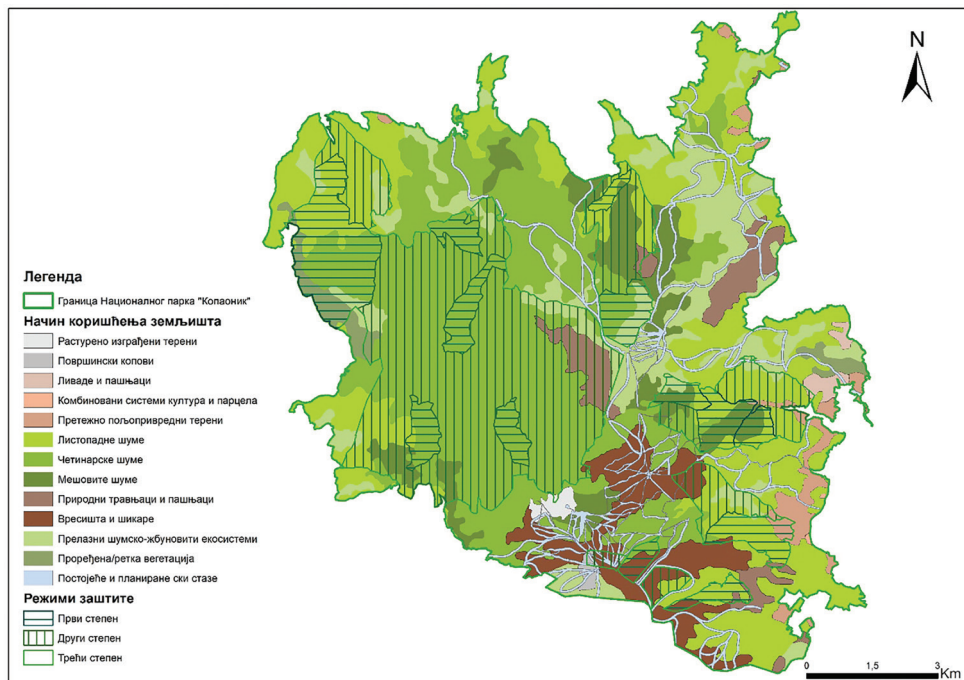 N
Легенда
Граница Националног парка "Копаоник"
Начин коришћења земљишта
Растурено изграђени терени
Површински копови
Ливаде и пашњаци
Комбиновани системи култура и парцела
Претежно пољопривредни терени
Листопадне шуме
Четинарске шуме
Мешовите шуме
Природни травњаци и пашњаци
Вресишта и шикаре
Прелазни шумско-жбуновити екосистеми
Проређена/ретка вегетација
Постојеће и планиране ски стазе
Режими заштите
Први степен
Други степен
Трећи степен
0 1,5 3
Km